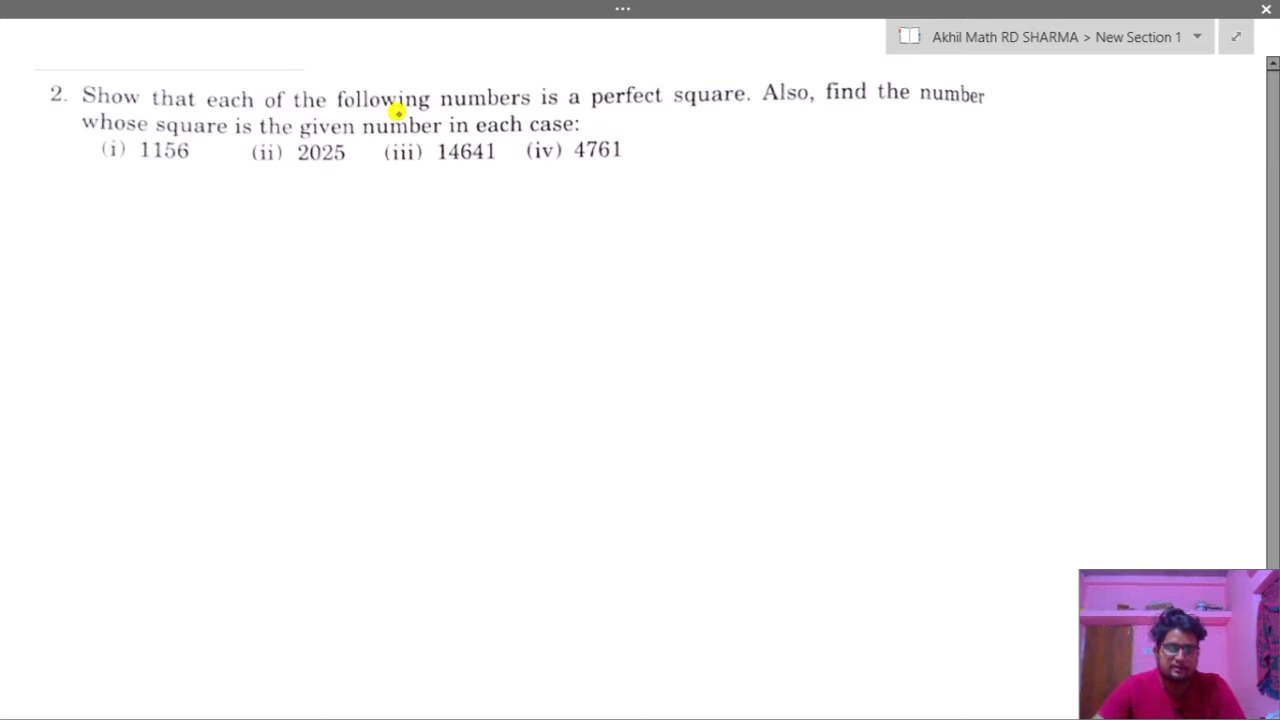 Akhil Math RD SHARMA > New Section 1
2. Show that each of the following numbers is a perfect square. Also, find the number
whose square is the given number in each case:
(i) 1156 (ii) 2025 (iii) 14641 (iv) 4761